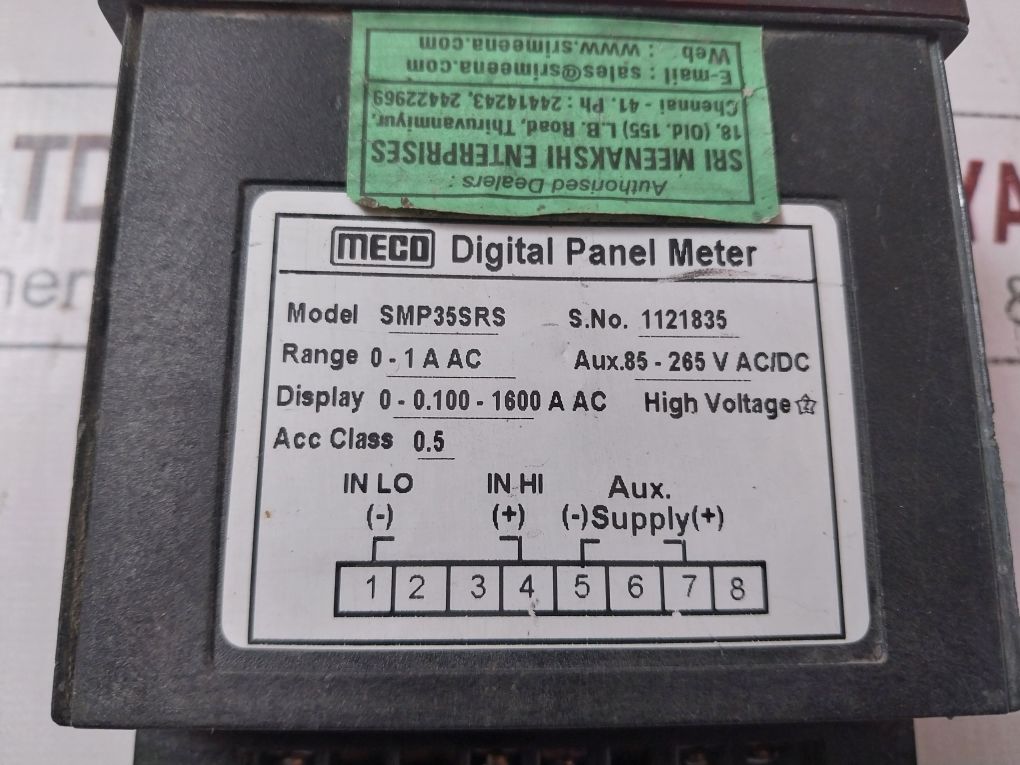 Authorised Dealers :
SRI MEENAKSHI ENTERPRISES
18, (Old. 155) L.B. Road, Thiruvanmiyur,
Chennai - 41. Ph : 24414243, 24422969
E-mail : sales@srimeena.com
Web : www.srimeena.com
MECO Digital Panel Meter
Model SMP35SRS S.No. 1121835
Range 0 - 1 A AC Aux.85 - 265 V AC/DC
Display 0 - 0.100 - 1600 A AC High Voltage 2
Acc Class 0.5
IN LO IN HI Aux.
(-) (+) (-)Supply(+)
1 2 3 4 5 6 7 8